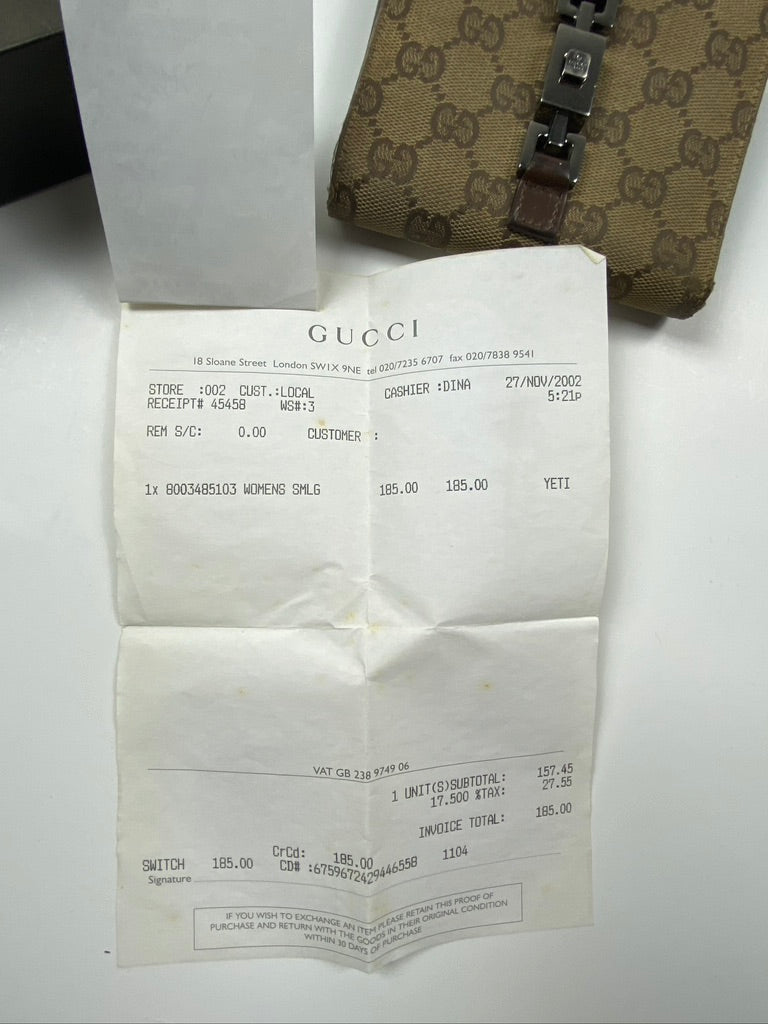 GUCCI
18 Sloane Street London SW1X 9NE tel 020/7235 6707 fax 020/7838 9541
STORE :002 CUST.:LOCAL CASHIER :DINA 27/NOV/2002
RECEIPT# 45458 WS#:3 5:21P
REM S/C: 0.00 CUSTOMER :
1x 8003485103 WOMENS SMLG 185.00 185.00 YETI
VAT GB 238 9749 06
1 UNIT(S)SUBTOTAL: 157.45
17.500 %TAX: 27.55
INVOICE TOTAL: 185.00
SWITCH 185.00 CrCd: 185.00
CD# :6759672429446558 1104
Signature
IF YOU WISH TO EXCHANGE AN ITEM PLEASE RETAIN THIS PROOF OF
PURCHASE AND RETURN WITH THE GOODS IN THEIR ORIGINAL CONDITION
WITHIN 30 DAYS OF PURCHASE